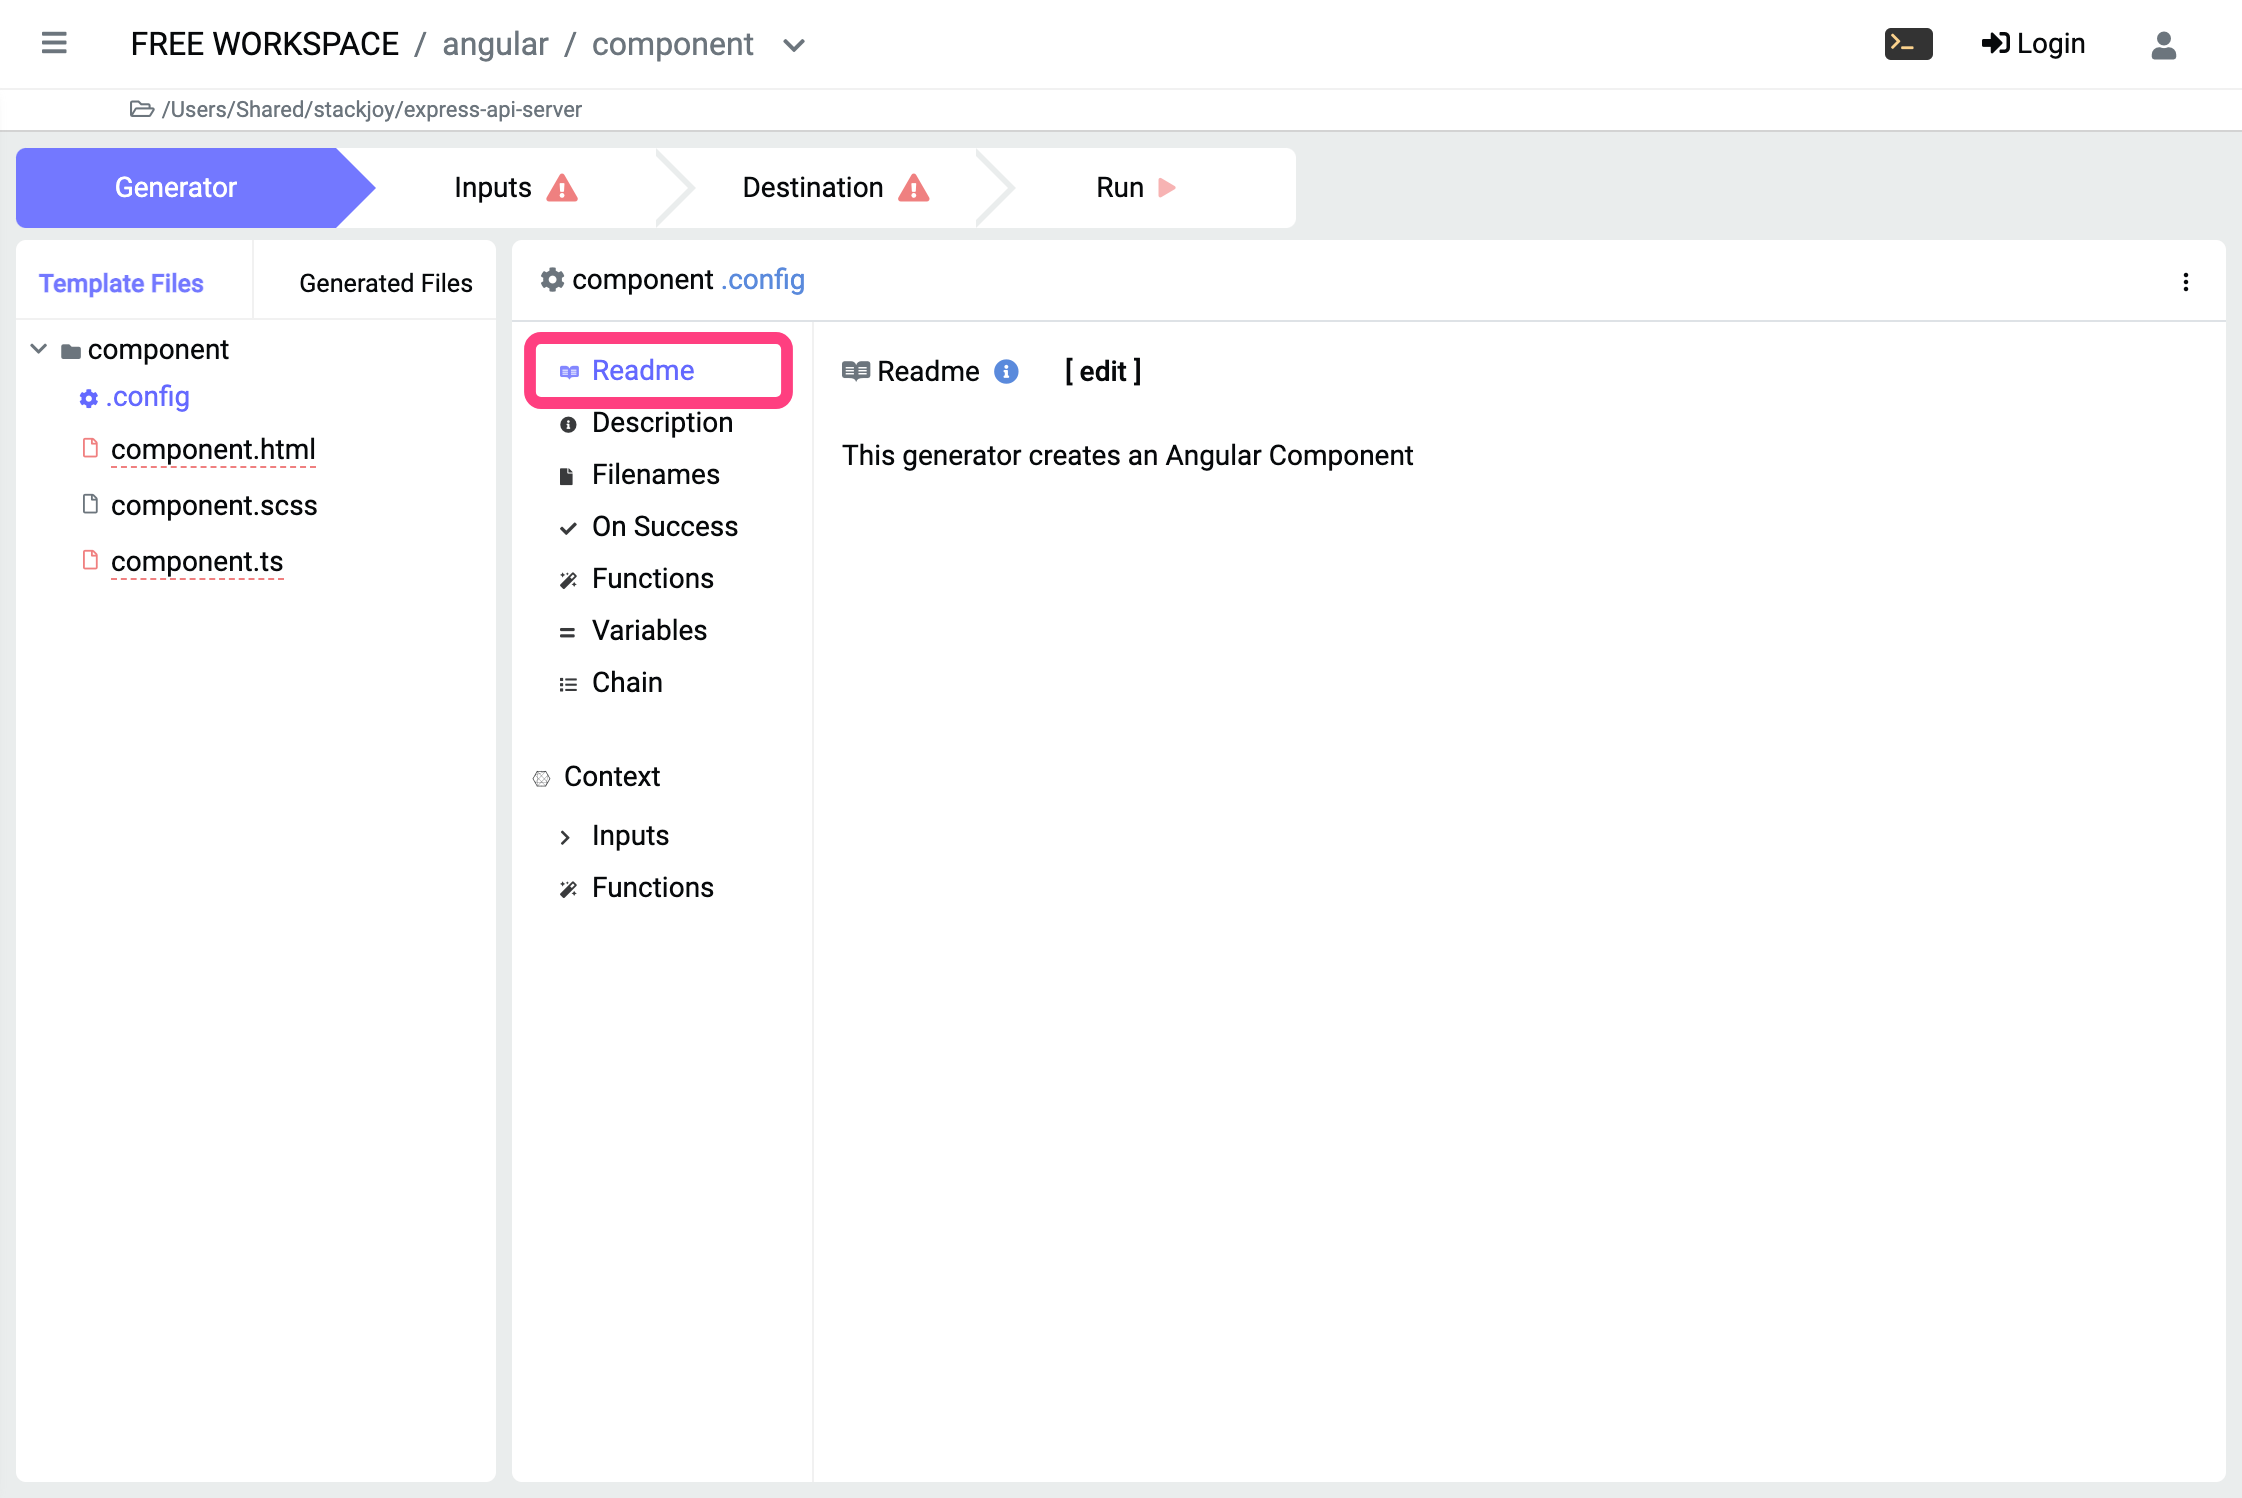 FREE WORKSPACE / angular / component
Login
/Users/Shared/stackjoy/express-api-server
Generator
Inputs
Destination
Run
Template Files
Generated Files
component
.config
component.html
component.scss
component.ts
component .config
Readme
Description
Filenames
On Success
Functions
Variables
Chain
Context
Inputs
Functions
Readme
[ edit ]
This generator creates an Angular Component